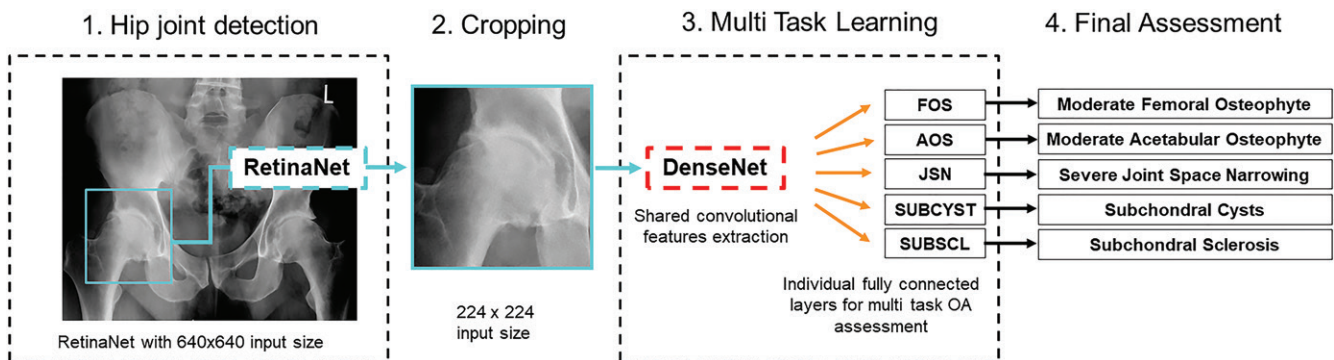 1. Hip joint detection
2. Cropping
3. Multi Task Learning
4. Final Assessment
L
RetinaNet
RetinaNet with 640x640 input size
224 x 224
input size
DenseNet
Shared convolutional
features extraction
FOS
AOS
JSN
SUBCYST
SUBSCL
Individual fully connected
layers for multi task OA
assessment
Moderate Femoral Osteophyte
Moderate Acetabular Osteophyte
Severe Joint Space Narrowing
Subchondral Cysts
Subchondral Sclerosis